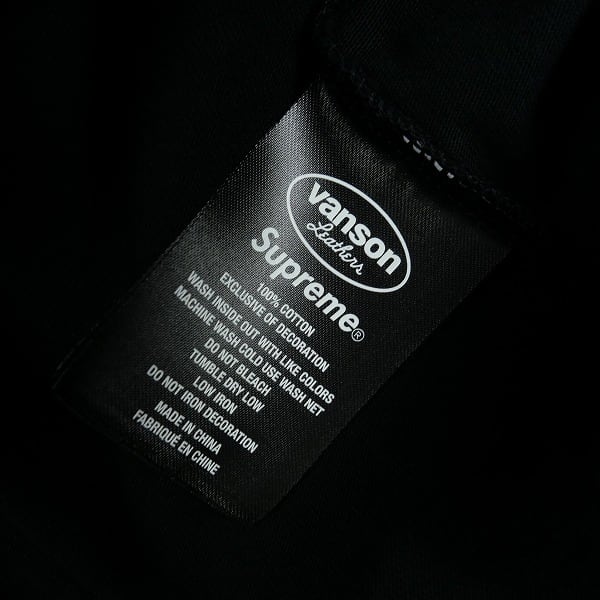 vanson
Leathers
Supreme®
100% COTTON
EXCLUSIVE OF DECORATION
WASH INSIDE OUT WITH LIKE COLORS
MACHINE WASH COLD USE WASH NET
DO NOT BLEACH
TUMBLE DRY LOW
LOW IRON
DO NOT IRON DECORATION
MADE IN CHINA
FABRIQUÉ EN CHINE